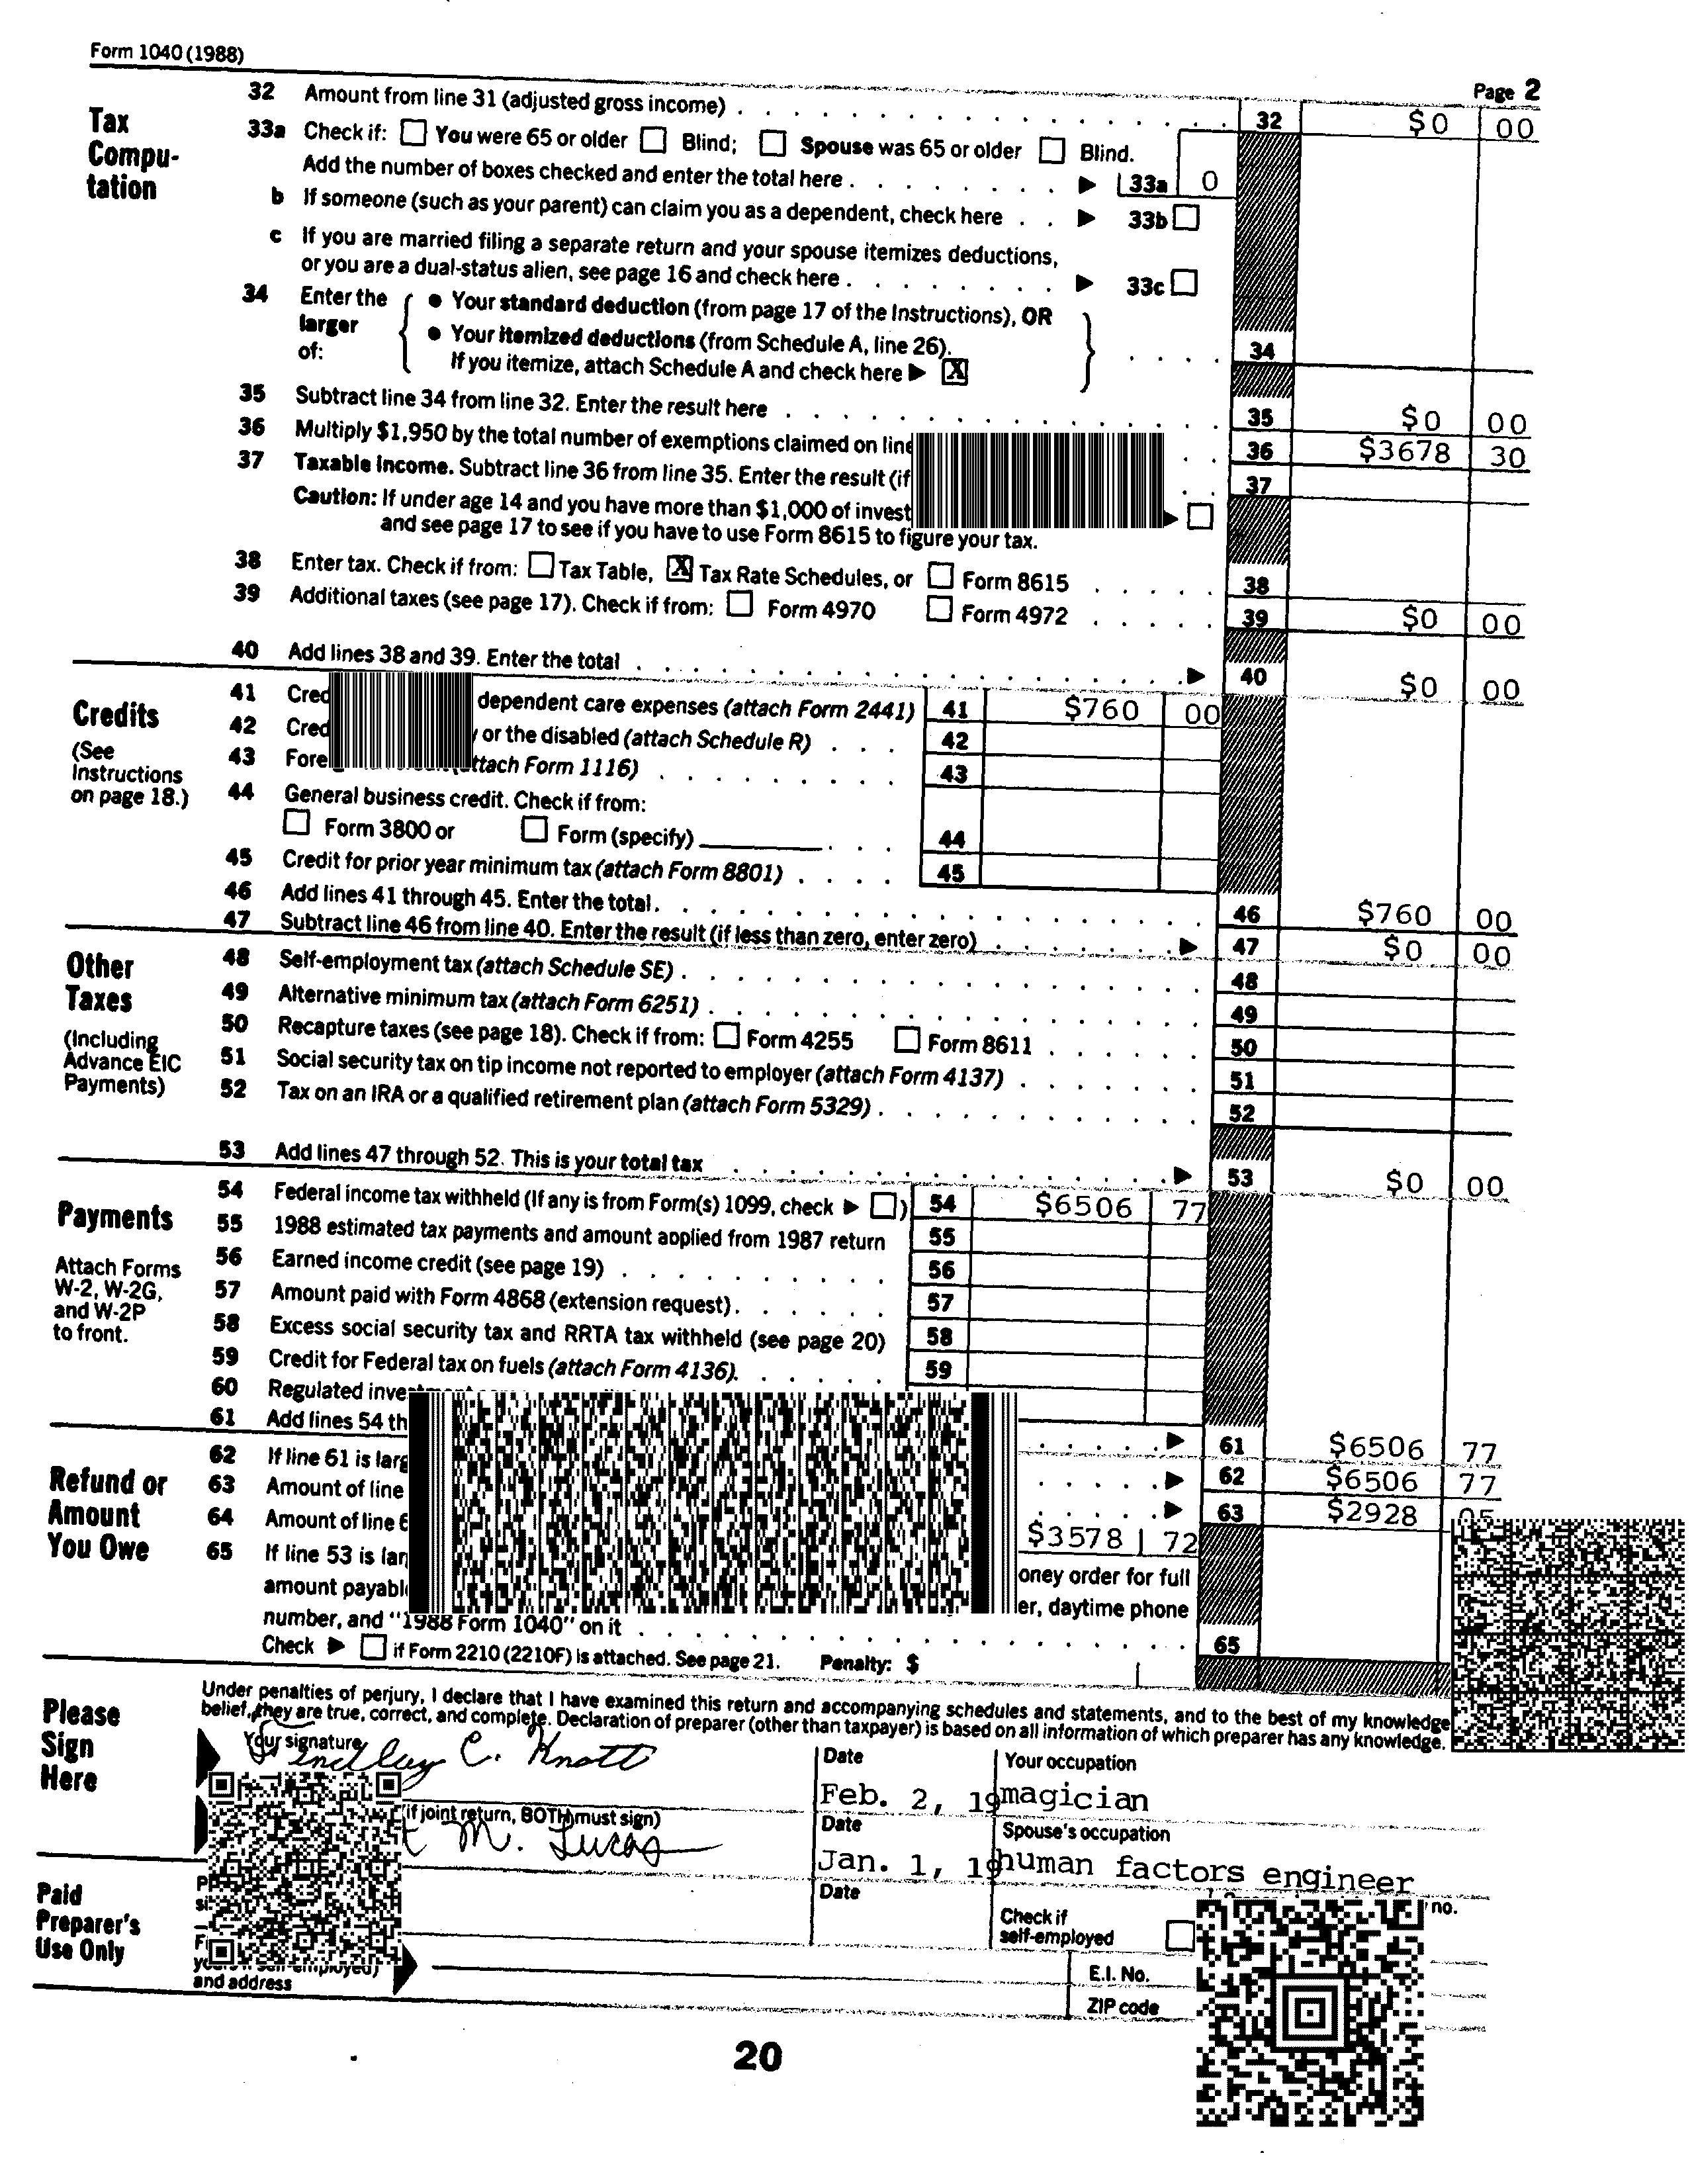 Form 1040 (1988)
Page 2
Tax Compu-tation
32 Amount from line 31 (adjusted gross income) . . . 32 $0 00
33a Check if: You were 65 or older Blind; Spouse was 65 or older Blind.
Add the number of boxes checked and enter the total here . . . 33a 0
b If someone (such as your parent) can claim you as a dependent, check here . . 33b
c If you are married filing a separate return and your spouse itemizes deductions,
or you are a dual-status alien, see page 16 and check here . . . 33c
34 Enter the larger of: { • Your standard deduction (from page 17 of the Instructions), OR
• Your itemized deductions (from Schedule A, line 26).
If you itemize, attach Schedule A and check here X } . . . . 34
35 Subtract line 34 from line 32. Enter the result here . . . 35 $0 00
36 Multiply $1,950 by the total number of exemptions claimed on line . . 36 $3678 30
37 Taxable income. Subtract line 36 from line 35. Enter the result (if . . 37
Caution: If under age 14 and you have more than $1,000 of invest
and see page 17 to see if you have to use Form 8615 to figure your tax.
38 Enter tax. Check if from: Tax Table, X Tax Rate Schedules, or Form 8615 . . . . . 38
39 Additional taxes (see page 17). Check if from: Form 4970 Form 4972 . . . . . 39 $0 00
40 Add lines 38 and 39. Enter the total . . . 40 $0 00
Credits
(See Instructions on page 18.)
41 Cred dependent care expenses (attach Form 2441) 41 $760 00
42 Cred or the disabled (attach Schedule R) . . . 42
43 Fore ttach Form 1116) . . . 43
44 General business credit. Check if from:
Form 3800 or Form (specify) . . . 44
45 Credit for prior year minimum tax (attach Form 8801) . . . . 45
46 Add lines 41 through 45. Enter the total . . . 46 $760 00
47 Subtract line 46 from line 40. Enter the result (if less than zero, enter zero) . . . 47 $0 00
Other Taxes
(Including Advance EIC Payments)
48 Self-employment tax (attach Schedule SE) . . . 48
49 Alternative minimum tax (attach Form 6251) . . . 49
50 Recapture taxes (see page 18). Check if from: Form 4255 Form 8611 . . . 50
51 Social security tax on tip income not reported to employer (attach Form 4137) . . . 51
52 Tax on an IRA or a qualified retirement plan (attach Form 5329) . . . 52
53 Add lines 47 through 52. This is your total tax . . . 53 $0 00
Payments
Attach Forms W-2, W-2G, and W-2P to front.
54 Federal income tax withheld (If any is from Form(s) 1099, check ) 54 $6506 77
55 1988 estimated tax payments and amount applied from 1987 return 55
56 Earned income credit (see page 19) . . . 56
57 Amount paid with Form 4868 (extension request) . . . 57
58 Excess social security tax and RRTA tax withheld (see page 20) 58
59 Credit for Federal tax on fuels (attach Form 4136). . . . 59
60 Regulated
61 Add lines 54 th . . . 61 $6506 77
Refund or Amount You Owe
62 If line 61 is larg . . . 62 $6506 77
63 Amount of line . . . 63 $2928
64 Amount of line 6 $3578 72
65 If line 53 is lar
amount payabl oney order for full
er, daytime phone
number, and "1988 Form 1040" on it . . . 65
Check if Form 2210 (2210F) is attached. See page 21. Penalty: $
Please Sign Here
Under penalties of perjury, I declare that I have examined this return and accompanying schedules and statements, and to the best of my knowledge
belief, they are true, correct, and complete. Declaration of preparer (other than taxpayer) is based on all information of which preparer has any knowledge.
Your signature C. Knott
Date Feb. 2, 19
Your occupation magician
(if joint return, BOTH must sign) M. Lucas
Date Jan. 1, 19
Spouse's occupation human factors engineer
Paid Preparer's Use Only
Date
Check if self-employed
no.
and address
E.I. No.
ZIP code
20